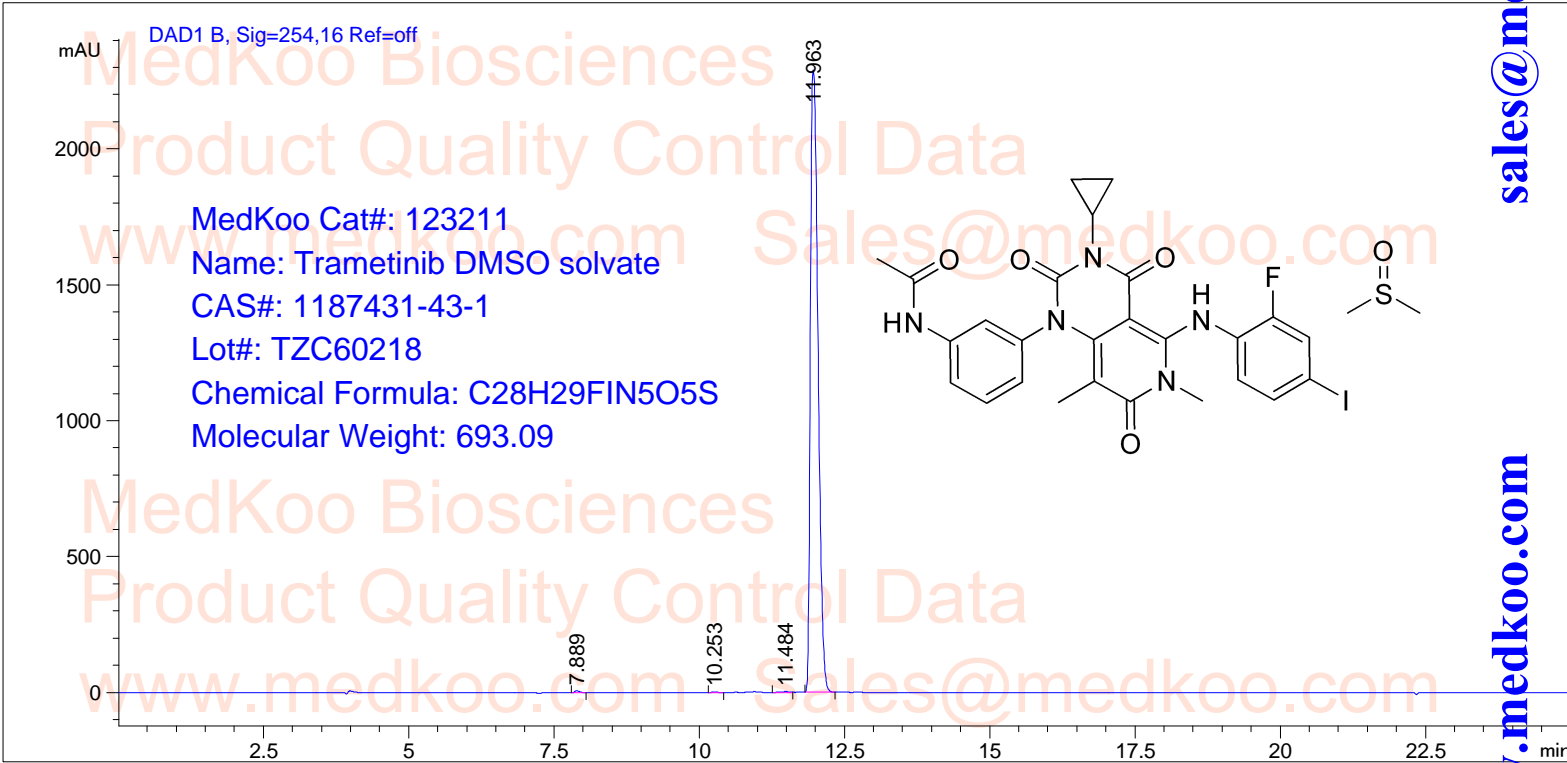 DAD1 B, Sig=254,16 Ref=off
mAU
2000
1500
1000
500
0
2.5
5
7.5
10
12.5
15
17.5
20
22.5
min
7.889
10.253
11.484
11.963
MedKoo Biosciences
Product Quality Control Data
www.medkoo.com Sales@medkoo.com
MedKoo Cat#: 123211
Name: Trametinib DMSO solvate
CAS#: 1187431-43-1
Lot#: TZC60218
Chemical Formula: C28H29FIN5O5S
Molecular Weight: 693.09
O
HN
O
N
N
O
H
N
F
N
O
I
O
S
MedKoo Biosciences
Product Quality Control Data
www.medkoo.com Sales@medkoo.com
sales@m
.medkoo.com